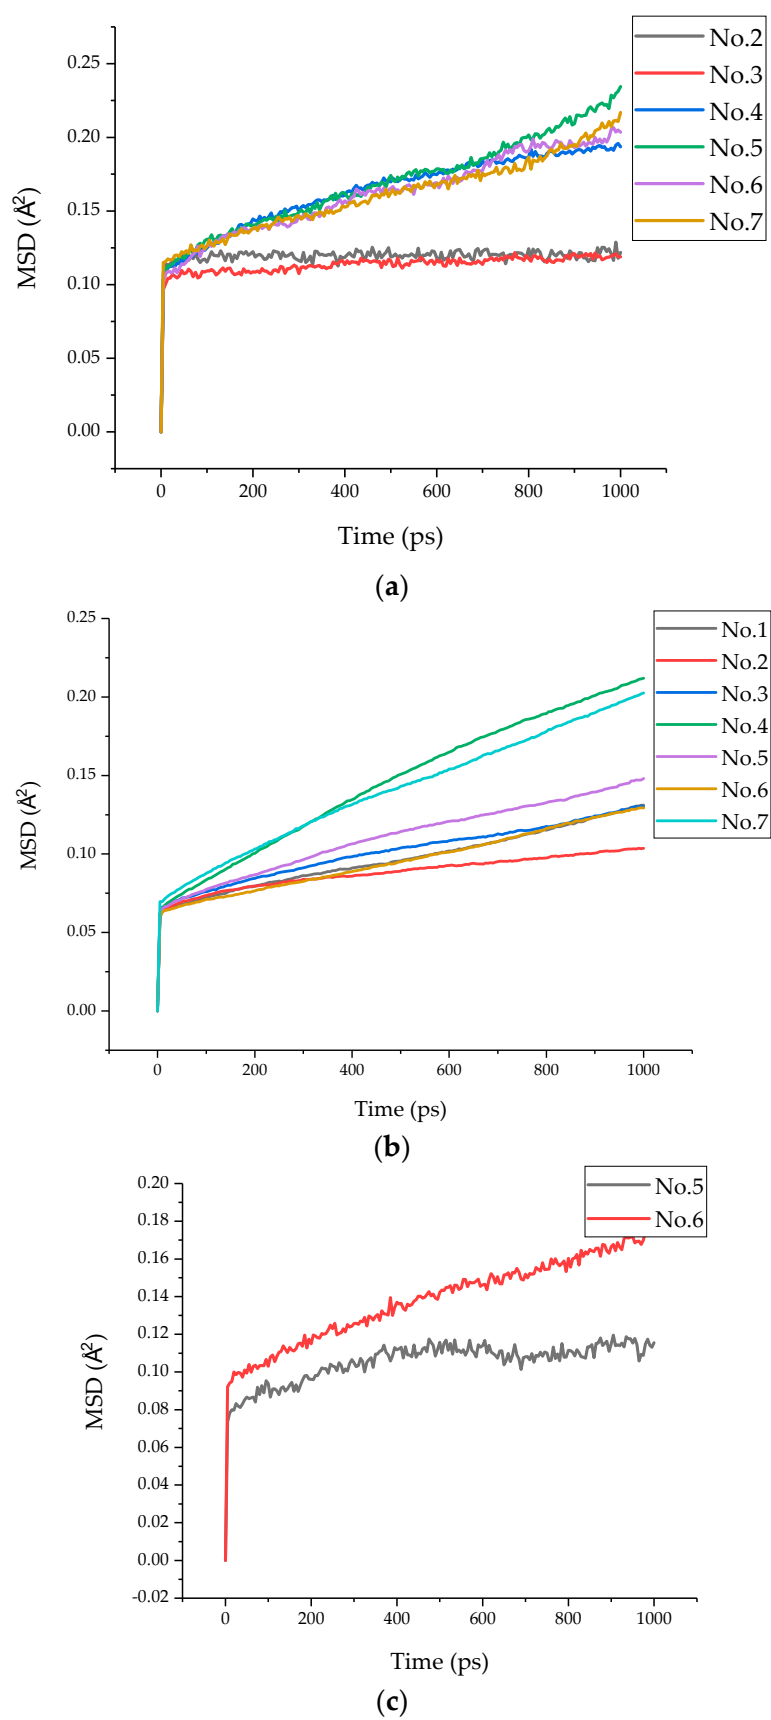 No.2
No.3
No.4
No.5
No.6
No.7
0.25
0.20
0.15
0.10
0.05
0.00
MSD (Å²)
0 200 400 600 800 1000
Time (ps)
(a)
No.1
No.2
No.3
No.4
No.5
No.6
No.7
0.25
0.20
0.15
0.10
0.05
0.00
MSD (Å²)
0 200 400 600 800 1000
Time (ps)
(b)
No.5
No.6
0.20
0.18
0.16
0.14
0.12
0.10
0.08
0.06
0.04
0.02
0.00
-0.02
MSD (Å²)
0 200 400 600 800 1000
Time (ps)
(c)